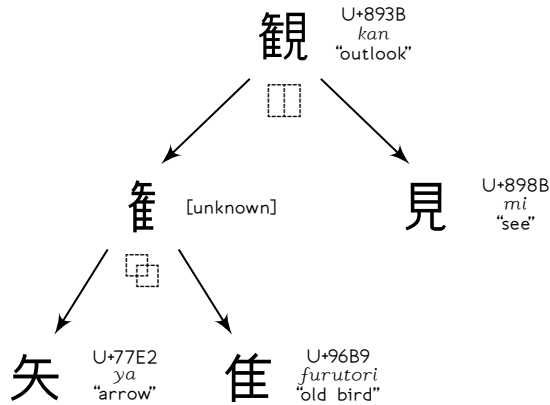 観
U+893B
kan
“outlook”
[unknown]
見
U+898B
mi
“see”
矢
U+77E2
ya
“arrow”
隹
U+96B9
furutori
“old bird”